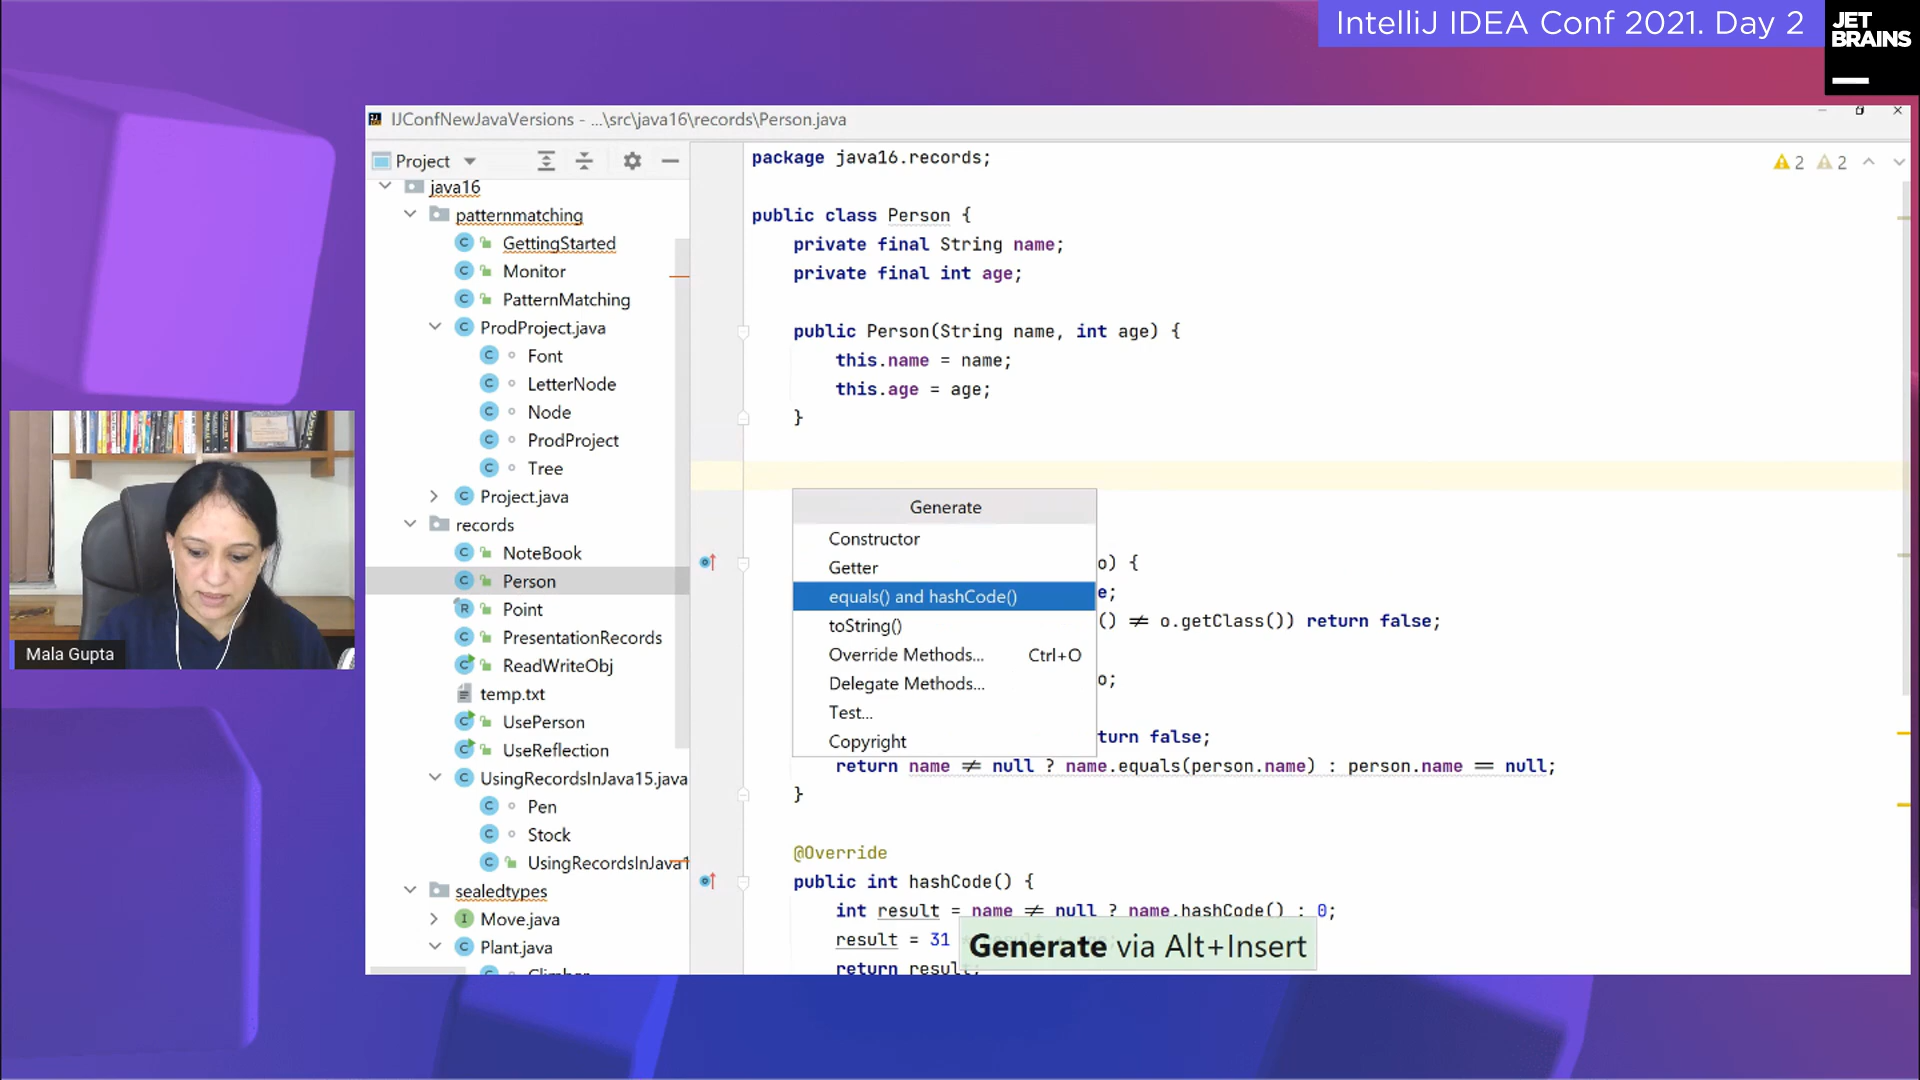 IntelliJ IDEA Conf 2021. Day 2
JET
BRAINS
IJConfNewJavaVersions - ...\src\java16\records\Person.java
Project
java16
patternmatching
GettingStarted
Monitor
PatternMatching
ProdProject.java
Font
LetterNode
Node
ProdProject
Tree
Project.java
records
NoteBook
Person
Point
PresentationRecords
ReadWriteObj
temp.txt
UsePerson
UseReflection
UsingRecordsInJava15.java
Pen
Stock
UsingRecordsInJava1
sealedtypes
Move.java
Plant.java
Climber
package java16.records;
2 2
public class Person {
private final String name;
private final int age;
public Person(String name, int age) {
this.name = name;
this.age = age;
}
Generate
Constructor
Getter
equals() and hashCode()
toString()
Override Methods... Ctrl+O
Delegate Methods...
Test...
Copyright
o) {
e;
() ≠ o.getClass()) return false;
o;
turn false;
return name ≠ null ? name.equals(person.name) : person.name == null;
}
@Override
public int hashCode() {
int result = name ≠ null ? name.hashCode() : 0;
result = 31
return result;
Generate via Alt+Insert
Mala Gupta